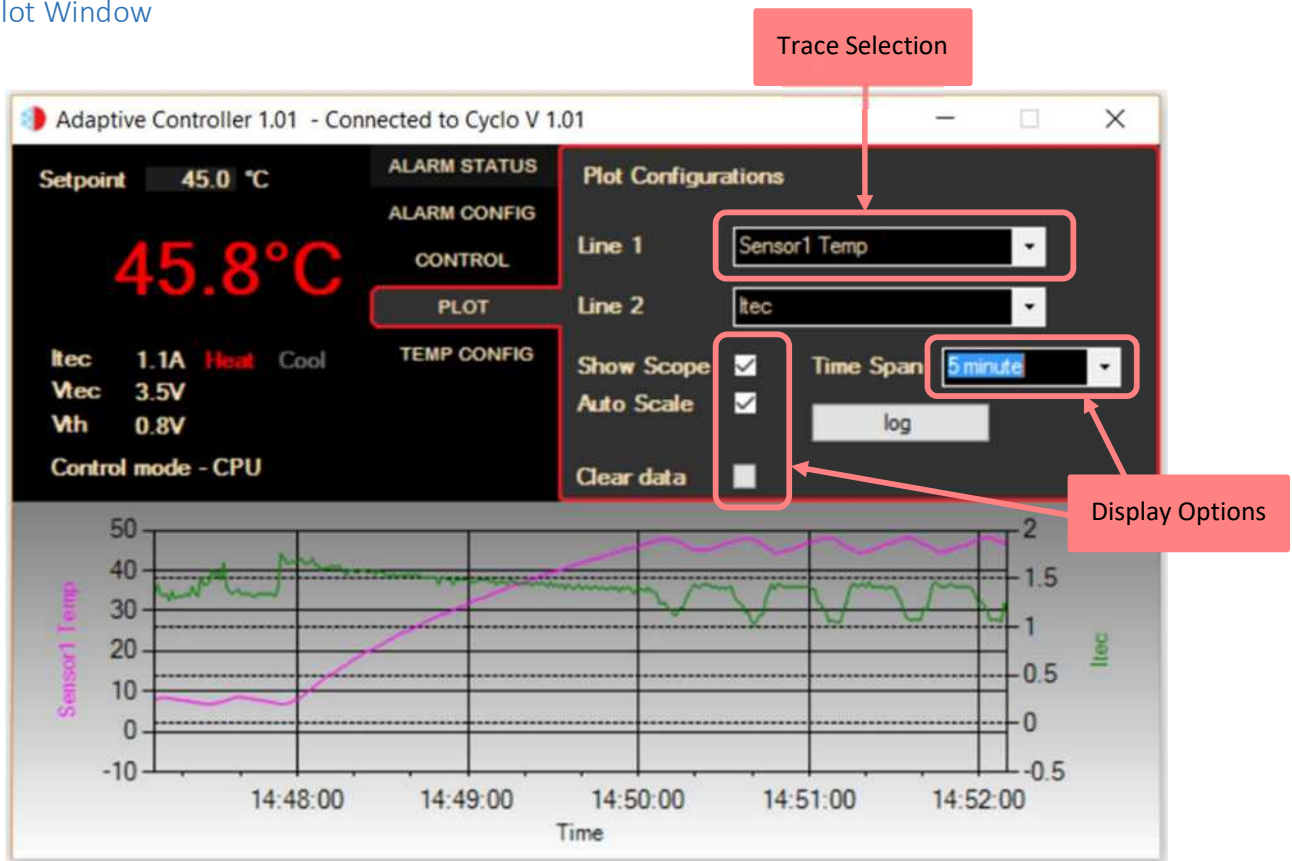 lot Window
Trace Selection
Adaptive Controller 1.01 - Connected to Cyclo V 1.01
Setpoint 45.0 °C
45.8°C
Itec 1.1A Heat Cool
Vtec 3.5V
Vth 0.8V
Control mode - CPU
ALARM STATUS
ALARM CONFIG
CONTROL
PLOT
TEMP CONFIG
Plot Configurations
Line 1 Sensor1 Temp
Line 2 Itec
Show Scope Time Span 5 minute
Auto Scale
log
Clear data
Display Options
Sensor1 Temp
50
40
30
20
10
0
-10
2
1.5
1
0.5
0
-0.5
Itec
14:48:00 14:49:00 14:50:00 14:51:00 14:52:00
Time